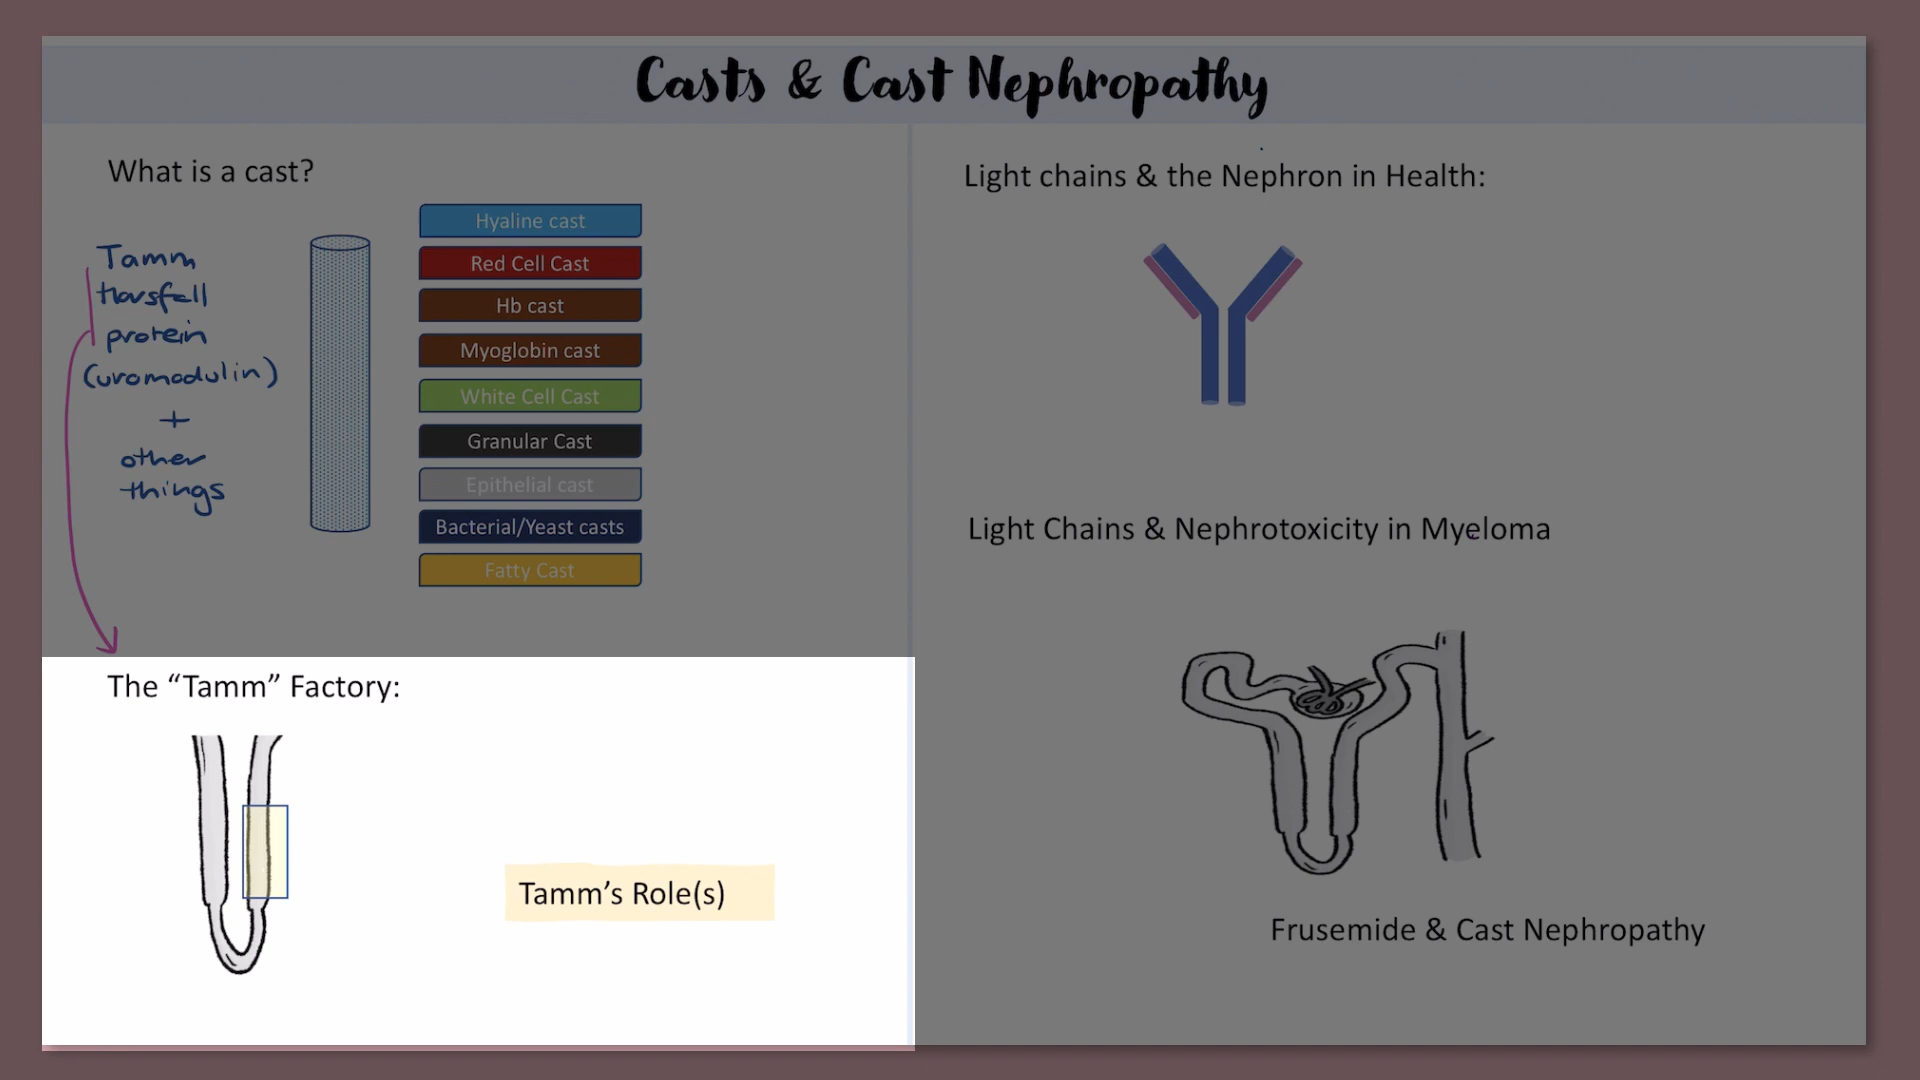 Casts & Cast Nephropathy
What is a cast?
Tamm
Horsfall
protein
(uromodulin)
+
other
things
Hyaline cast
Red Cell Cast
Hb cast
Myoglobin cast
White Cell Cast
Granular Cast
Epithelial cast
Bacterial/Yeast casts
Fatty Cast
The “Tamm” Factory:
Tamm’s Role(s)
Light chains & the Nephron in Health:
Light Chains & Nephrotoxicity in Myeloma
Frusemide & Cast Nephropathy